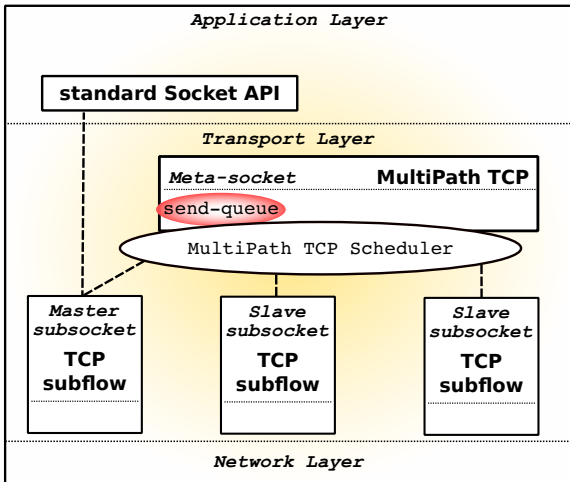 Application Layer
standard Socket API
Transport Layer
Meta-socket MultiPath TCP
send-queue
MultiPath TCP Scheduler
Master
subsocket
TCP
subflow
Slave
subsocket
TCP
subflow
Slave
subsocket
TCP
subflow
Network Layer